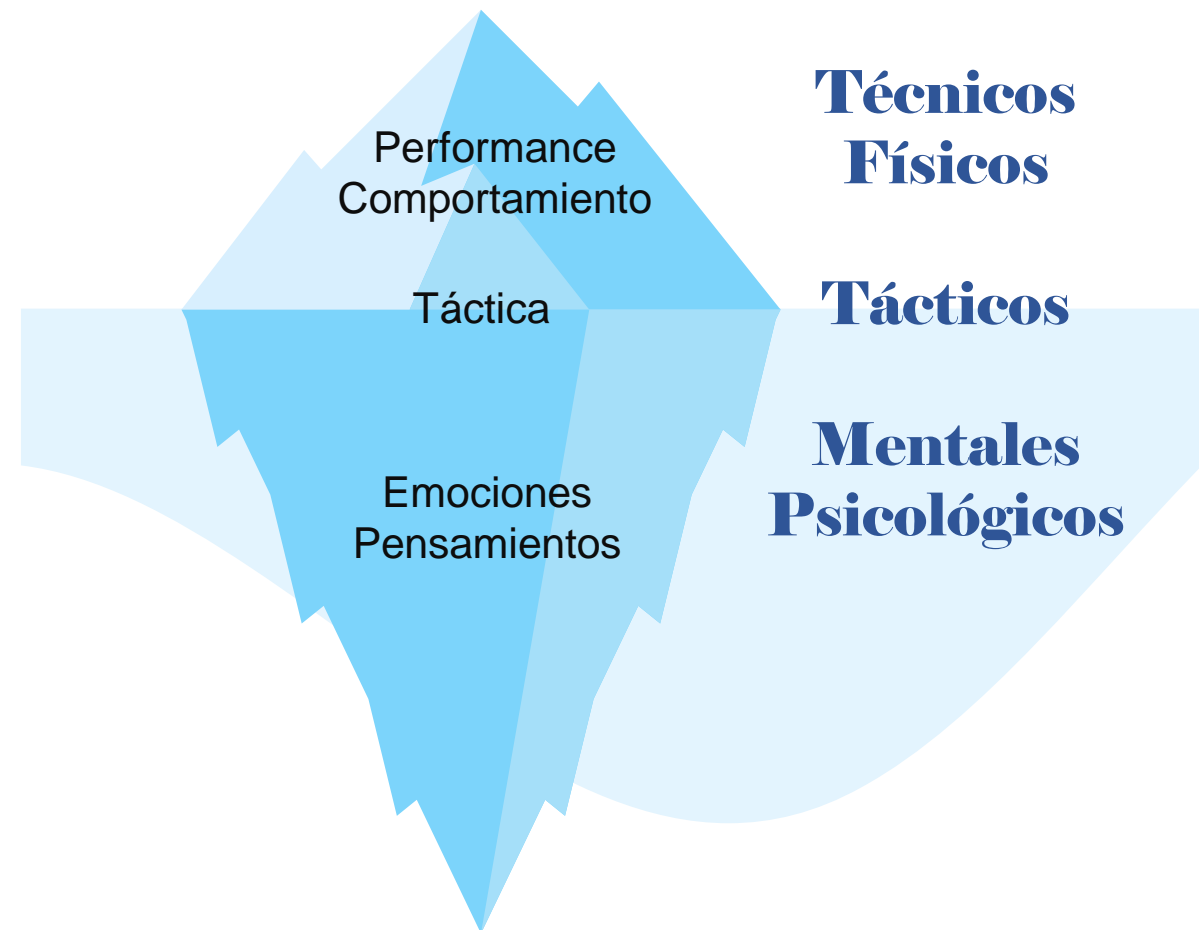 Técnicos
Físicos
Performance
Comportamiento
Táctica
Tácticos
Mentales
Psicológicos
Emociones
Pensamientos